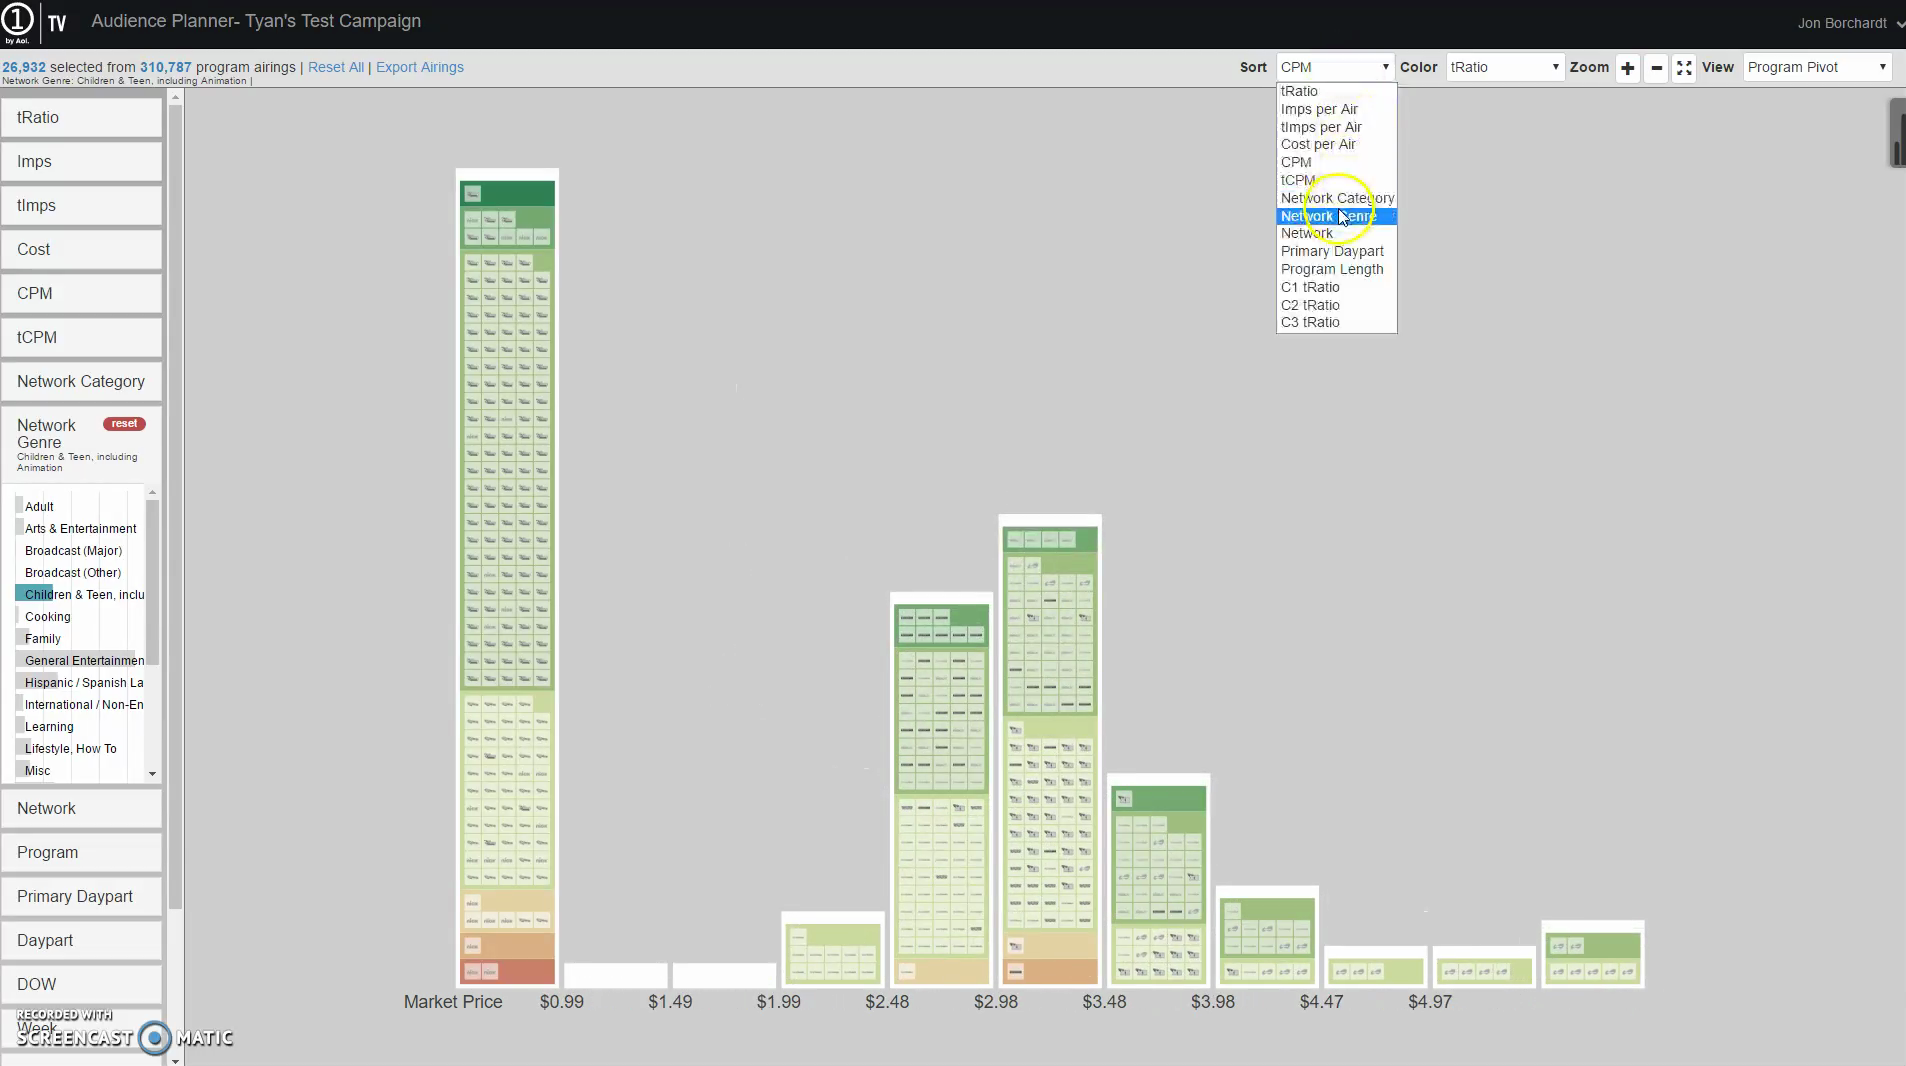 1 TV
by Aol.
Audience Planner- Tyan's Test Campaign
Jon Borchardt
26,932 selected from 310,787 program airings | Reset All | Export Airings
Network Genre: Children & Teen, including Animation |
Sort CPM Color tRatio Zoom View Program Pivot
tRatio
Imps per Air
tImps per Air
Cost per Air
CPM
tCPM
Network Category
Network Genre
Network
Primary Daypart
Program Length
C1 tRatio
C2 tRatio
C3 tRatio
tRatio
Imps
tImps
Cost
CPM
tCPM
Network Category
Network Genre
reset
Children & Teen, including
Animation
Adult
Arts & Entertainment
Broadcast (Major)
Broadcast (Other)
Children & Teen, inclu
Cooking
Family
General Entertainmen
Hispanic / Spanish La
International / Non-En
Learning
Lifestyle, How To
Misc
Network
Program
Primary Daypart
Daypart
DOW
Week
Market Price $0.99 $1.49 $1.99 $2.48 $2.98 $3.48 $3.98 $4.47 $4.97
RECORDED WITH
SCREENCAST MATIC